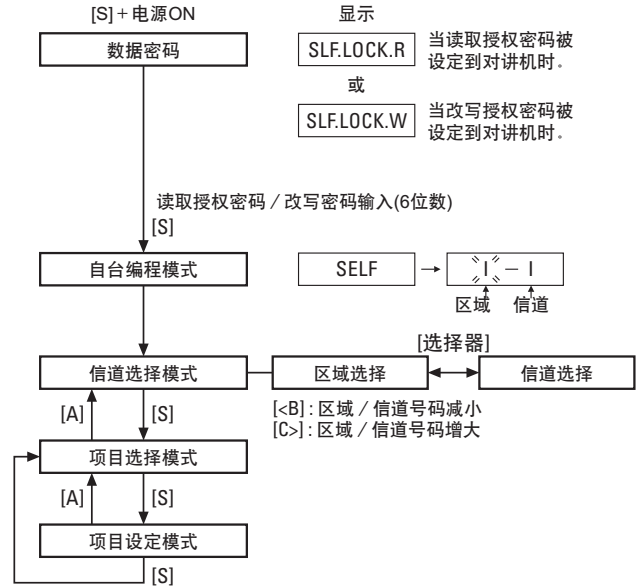 [S]+电源ON
显示
数据密码
SLF.LOCK.R
当读取授权密码被
设定到对讲机时。
或
SLF.LOCK.W
当改写授权密码被
设定到对讲机时。
读取授权密码 / 改写密码输入(6位数)
[S]
自台编程模式
SELF
1 – 1
区域
信道
[选择器]
信道选择模式
区域选择
信道选择
[<B] : 区域 / 信道号码减小
[C>] : 区域 / 信道号码增大
[A]
[S]
项目选择模式
[A]
[S]
项目设定模式
[S]